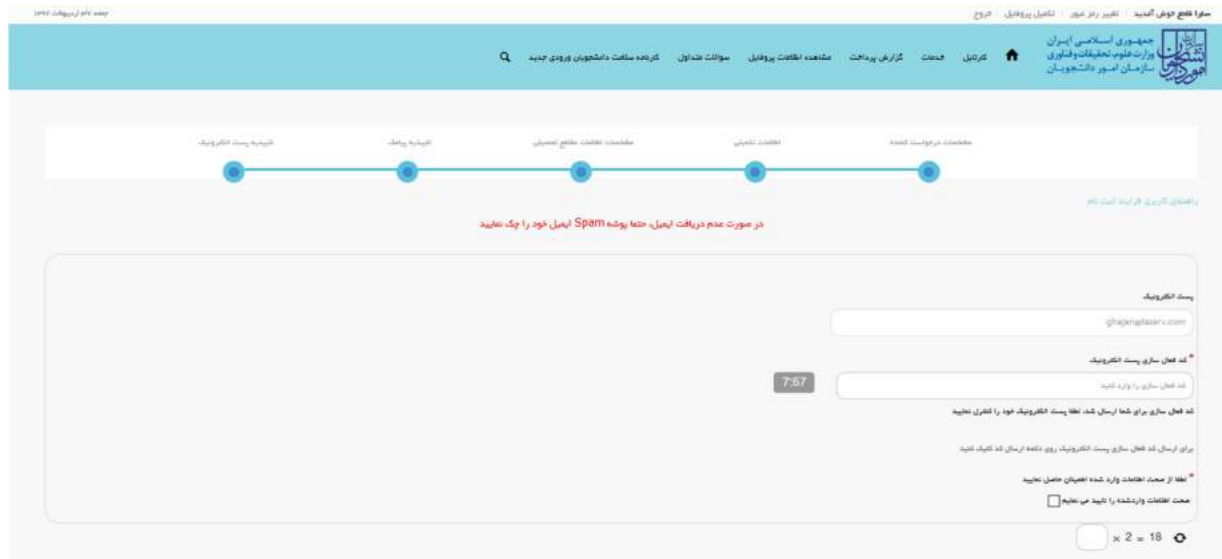 سارا قلع خوش آمدید | تغییر رمز عبور | تکمیل پروفایل | خروج
جمهوری اسلامی ایران
وزارت علوم، تحقیقات و فناوری
سازمان امور دانشجویان
کارتابل خدمات گزارش پرداخت مشاهده اطلاعات پروفایل سوالات متداول کارنامه سلامت دانشجویان ورودی جدید
مشخصات درخواست کننده اطلاعات تکمیلی مشخصات اطلاعات مقاطع تحصیلی تاییدیه پیامک تاییدیه پست الکترونیک
راهنمای کاربری فرایند ثبت نام
در صورت عدم دریافت ایمیل، حتما پوشه Spam ایمیل خود را چک نمایید
پست الکترونیک
* کد فعال سازی پست الکترونیک
کد فعال سازی را وارد کنید
7:57
کد فعال سازی برای شما ارسال شد، لطفا پست الکترونیک خود را کنترل نمایید
برای ارسال کد فعال سازی پست الکترونیک روی دکمه ارسال کد کلیک کنید
* لطفا از صحت اطلاعات وارد شده اطمینان حاصل نمایید
صحت اطلاعات واردشده را تایید می نمایم
× 2 = 18